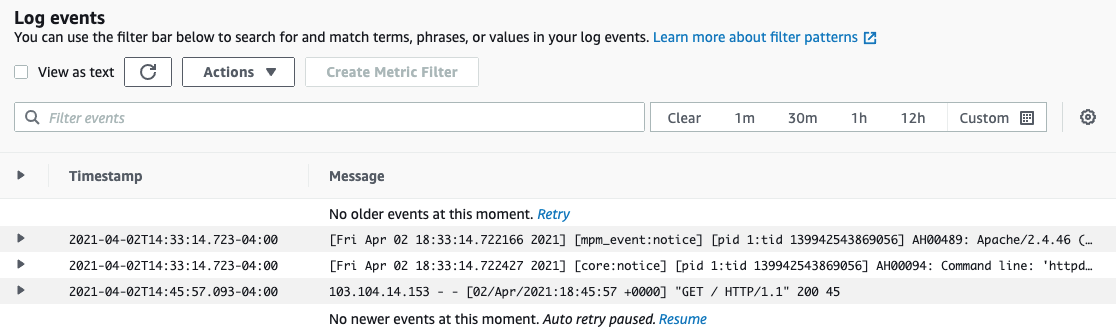 Log events
You can use the filter bar below to search for and match terms, phrases, or values in your log events. Learn more about filter patterns
View as text Actions Create Metric Filter
Filter events Clear 1m 30m 1h 12h Custom
Timestamp Message
No older events at this moment. Retry
2021-04-02T14:33:14.723-04:00 [Fri Apr 02 18:33:14.722166 2021] [mpm_event:notice] [pid 1:tid 139942543869056] AH00489: Apache/2.4.46 (…
2021-04-02T14:33:14.723-04:00 [Fri Apr 02 18:33:14.722427 2021] [core:notice] [pid 1:tid 139942543869056] AH00094: Command line: 'httpd…
2021-04-02T14:45:57.093-04:00 103.104.14.153 - - [02/Apr/2021:18:45:57 +0000] "GET / HTTP/1.1" 200 45
No newer events at this moment. Auto retry paused. Resume